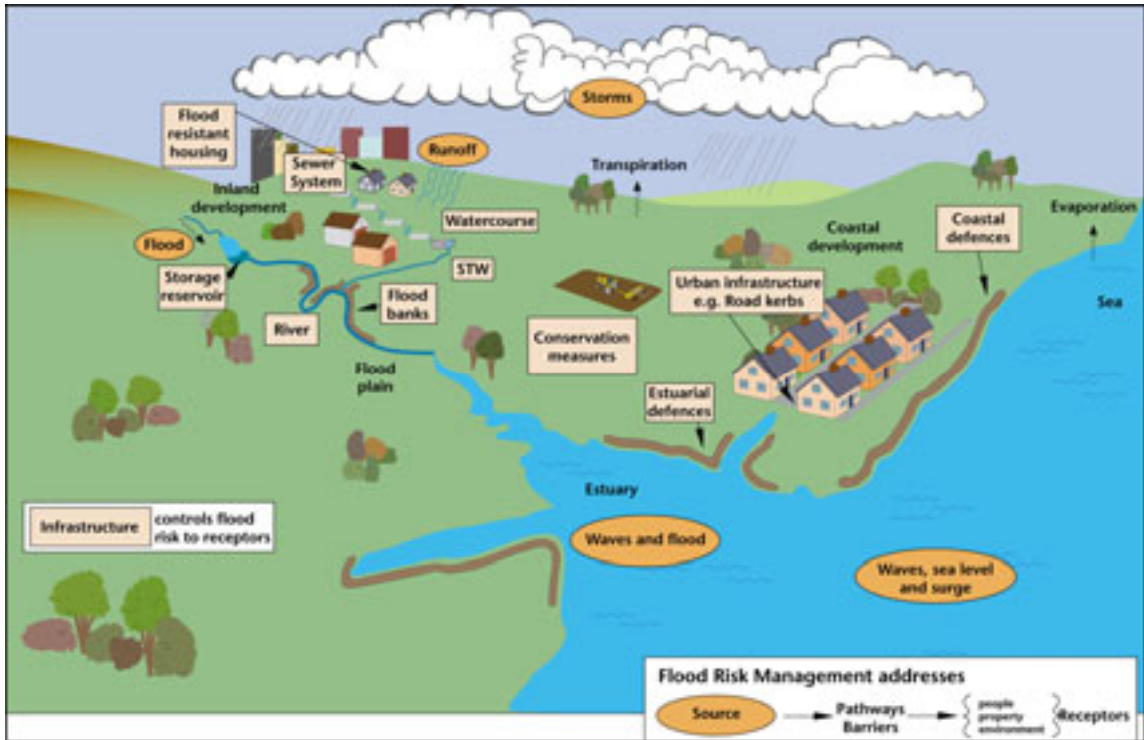 Storms
Flood
resistant
housing
Runoff
Sewer
System
Transpiration
Inland
development
Watercourse
Evaporation
Coastal
defences
Coastal
development
Flood
Storage
reservoir
STW
Flood
banks
Urban infrastructure
e.g. Road kerbs
Sea
River
Conservation
measures
Flood
plain
Estuarial
defences
Estuary
Infrastructure
controls flood
risk to receptors
Waves and flood
Waves, sea level
and surge
Flood Risk Management addresses
Source
Pathways
Barriers
people
property
environment
Receptors